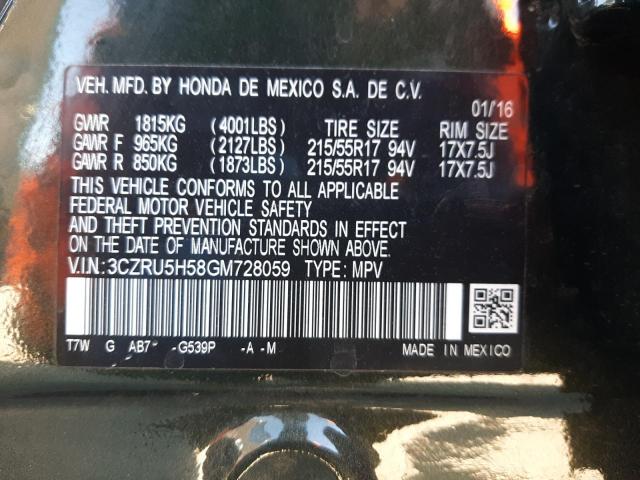 VEH. MFD. BY HONDA DE MEXICO S.A. DE C.V.
01/16
GVWR 1815KG (4001LBS) TIRE SIZE RIM SIZE
GAWR F 965KG (2127LBS) 215/55R17 94V 17X7.5J
GAWR R 850KG (1873LBS) 215/55R17 94V 17X7.5J
THIS VEHICLE CONFORMS TO ALL APPLICABLE
FEDERAL MOTOR VEHICLE SAFETY
AND THEFT PREVENTION STANDARDS IN EFFECT
ON THE DATE OF MANUFACTURE SHOWN ABOVE.
V.I.N.:3CZRU5H58GM728059 TYPE: MPV
T7W G AB7 -G539P -A-M MADE IN MEXICO